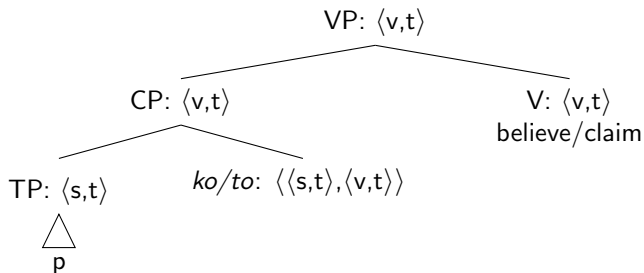 VP: ⟨v,t⟩
CP: ⟨v,t⟩ V: ⟨v,t⟩
believe/claim
TP: ⟨s,t⟩ ko/to: ⟨⟨s,t⟩,⟨v,t⟩⟩
p